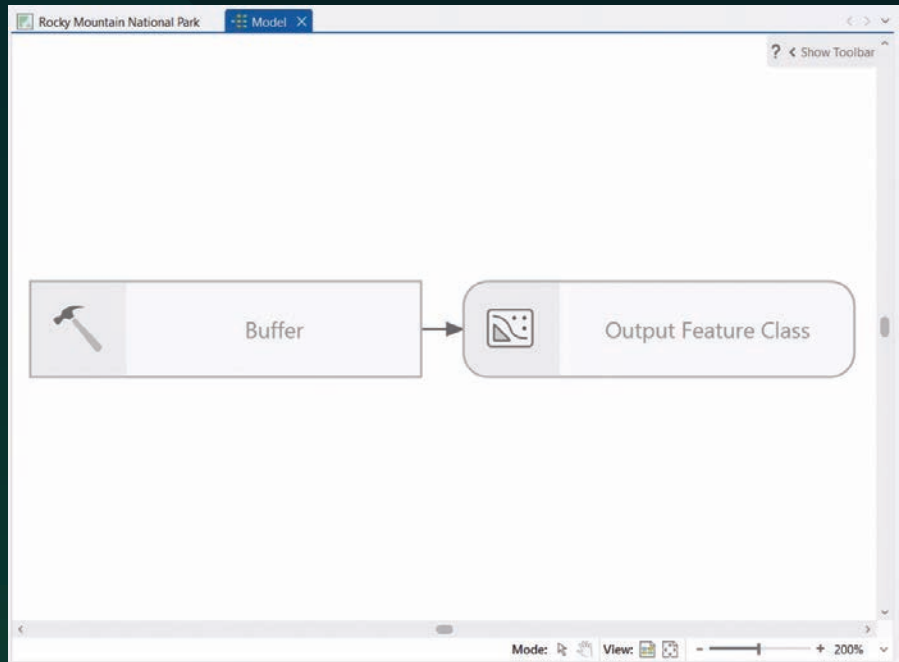 Rocky Mountain National Park Model
? Show Toolbar
Buffer Output Feature Class
Mode: View: - + 200%